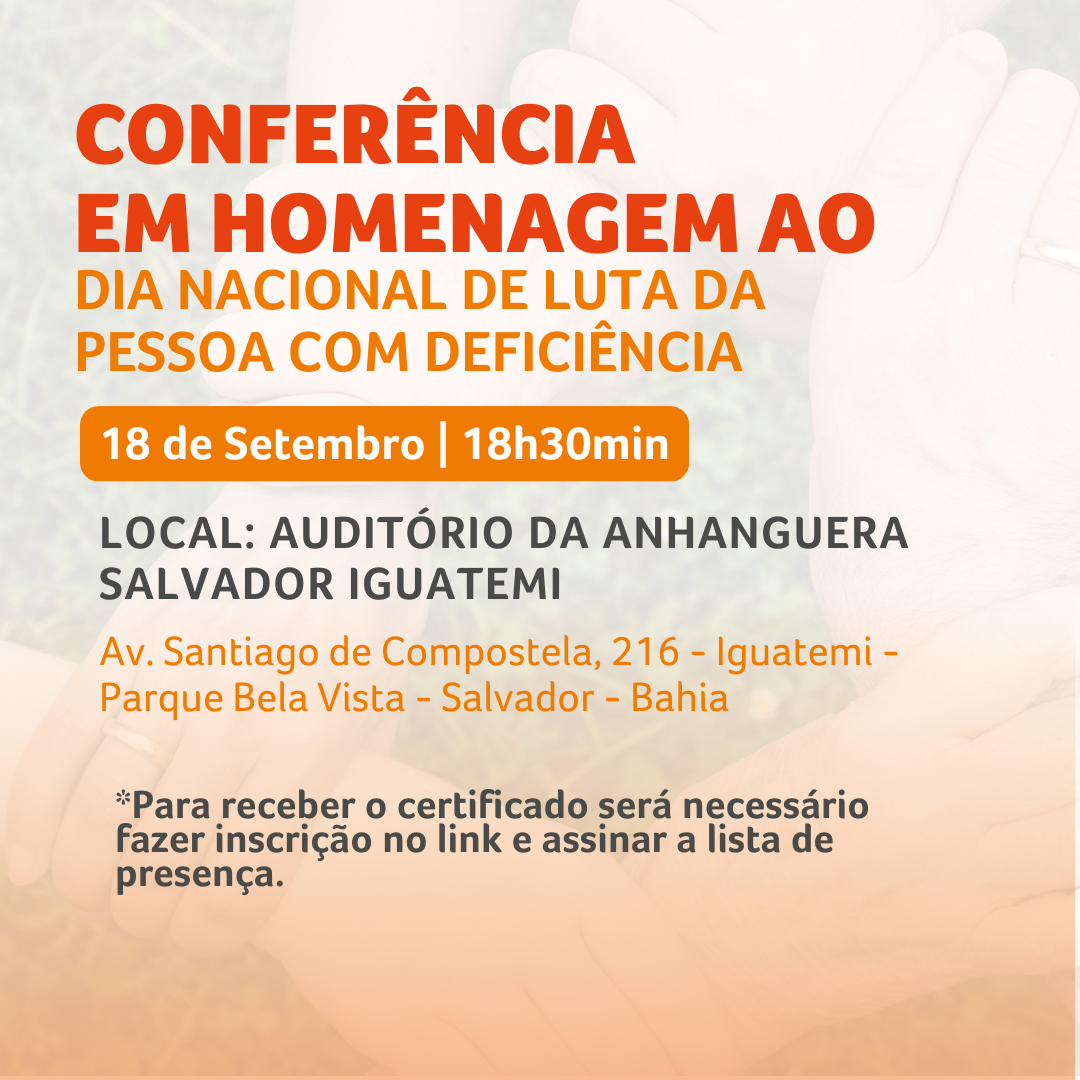 CONFERÊNCIA
EM HOMENAGEM AO
DIA NACIONAL DE LUTA DA
PESSOA COM DEFICIÊNCIA
18 de Setembro | 18h30min
LOCAL: AUDITÓRIO DA ANHANGUERA
SALVADOR IGUATEMI
Av. Santiago de Compostela, 216 - Iguatemi -
Parque Bela Vista - Salvador - Bahia
*Para receber o certificado será necessário
fazer inscrição no link e assinar a lista de
presença.